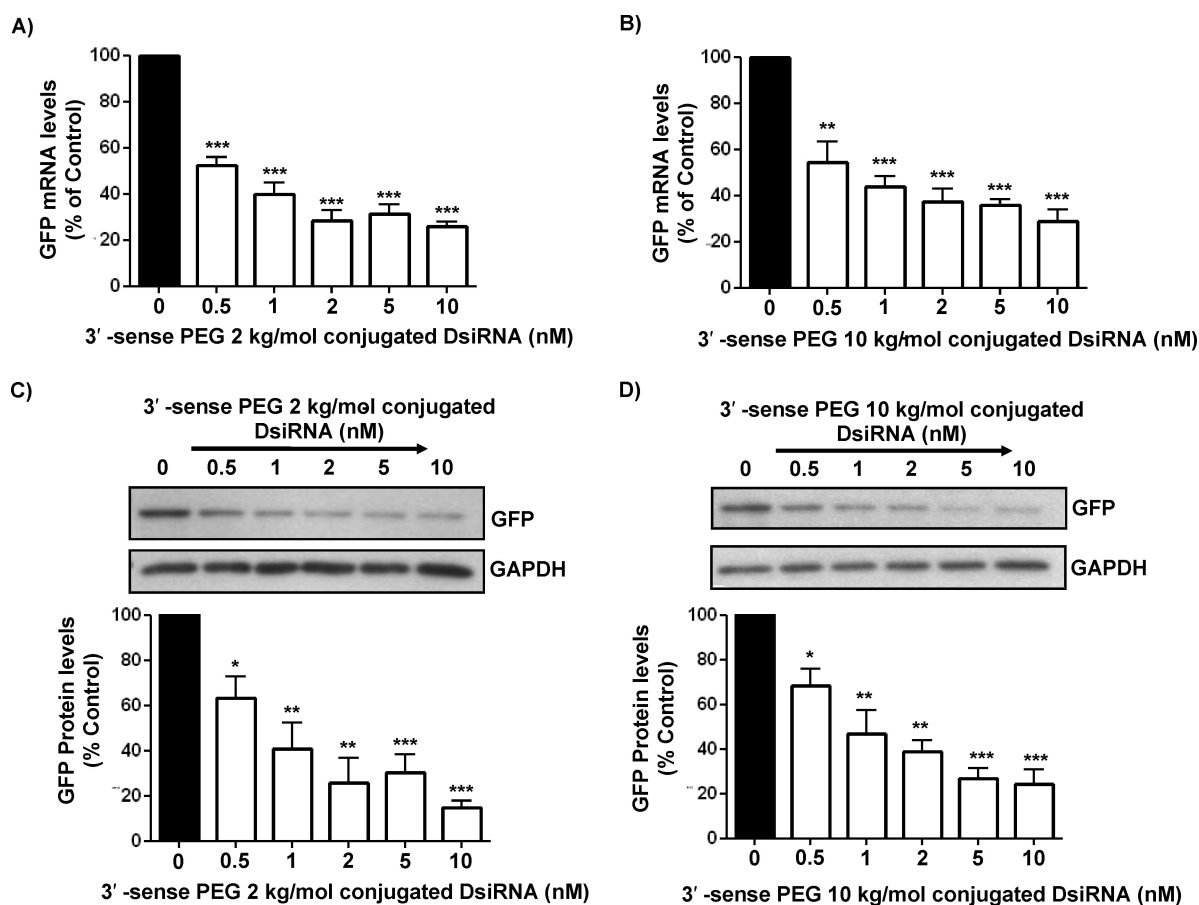 A)
GFP mRNA levels
(% of Control)
100
80
60
40
20
0
***
***
***
***
***
0 0.5 1 2 5 10
3′ -sense PEG 2 kg/mol conjugated DsiRNA (nM)
B)
GFP mRNA levels
(% of Control)
100
80
60
40
20
0
**
***
***
***
***
0 0.5 1 2 5 10
3′ -sense PEG 10 kg/mol conjugated DsiRNA (nM)
C)
3′ -sense PEG 2 kg/mol conjugated
DsiRNA (nM)
0 0.5 1 2 5 10
GFP
GAPDH
GFP Protein levels
(% Control)
100
80
60
40
20
0
*
**
**
***
***
0 0.5 1 2 5 10
3′ -sense PEG 2 kg/mol conjugated DsiRNA (nM)
D)
3′ -sense PEG 10 kg/mol conjugated
DsiRNA (nM)
0 0.5 1 2 5 10
GFP
GAPDH
GFP Protein levels
(% Control)
100
80
60
40
20
0
*
**
**
***
***
0 0.5 1 2 5 10
3′ -sense PEG 10 kg/mol conjugated DsiRNA (nM)